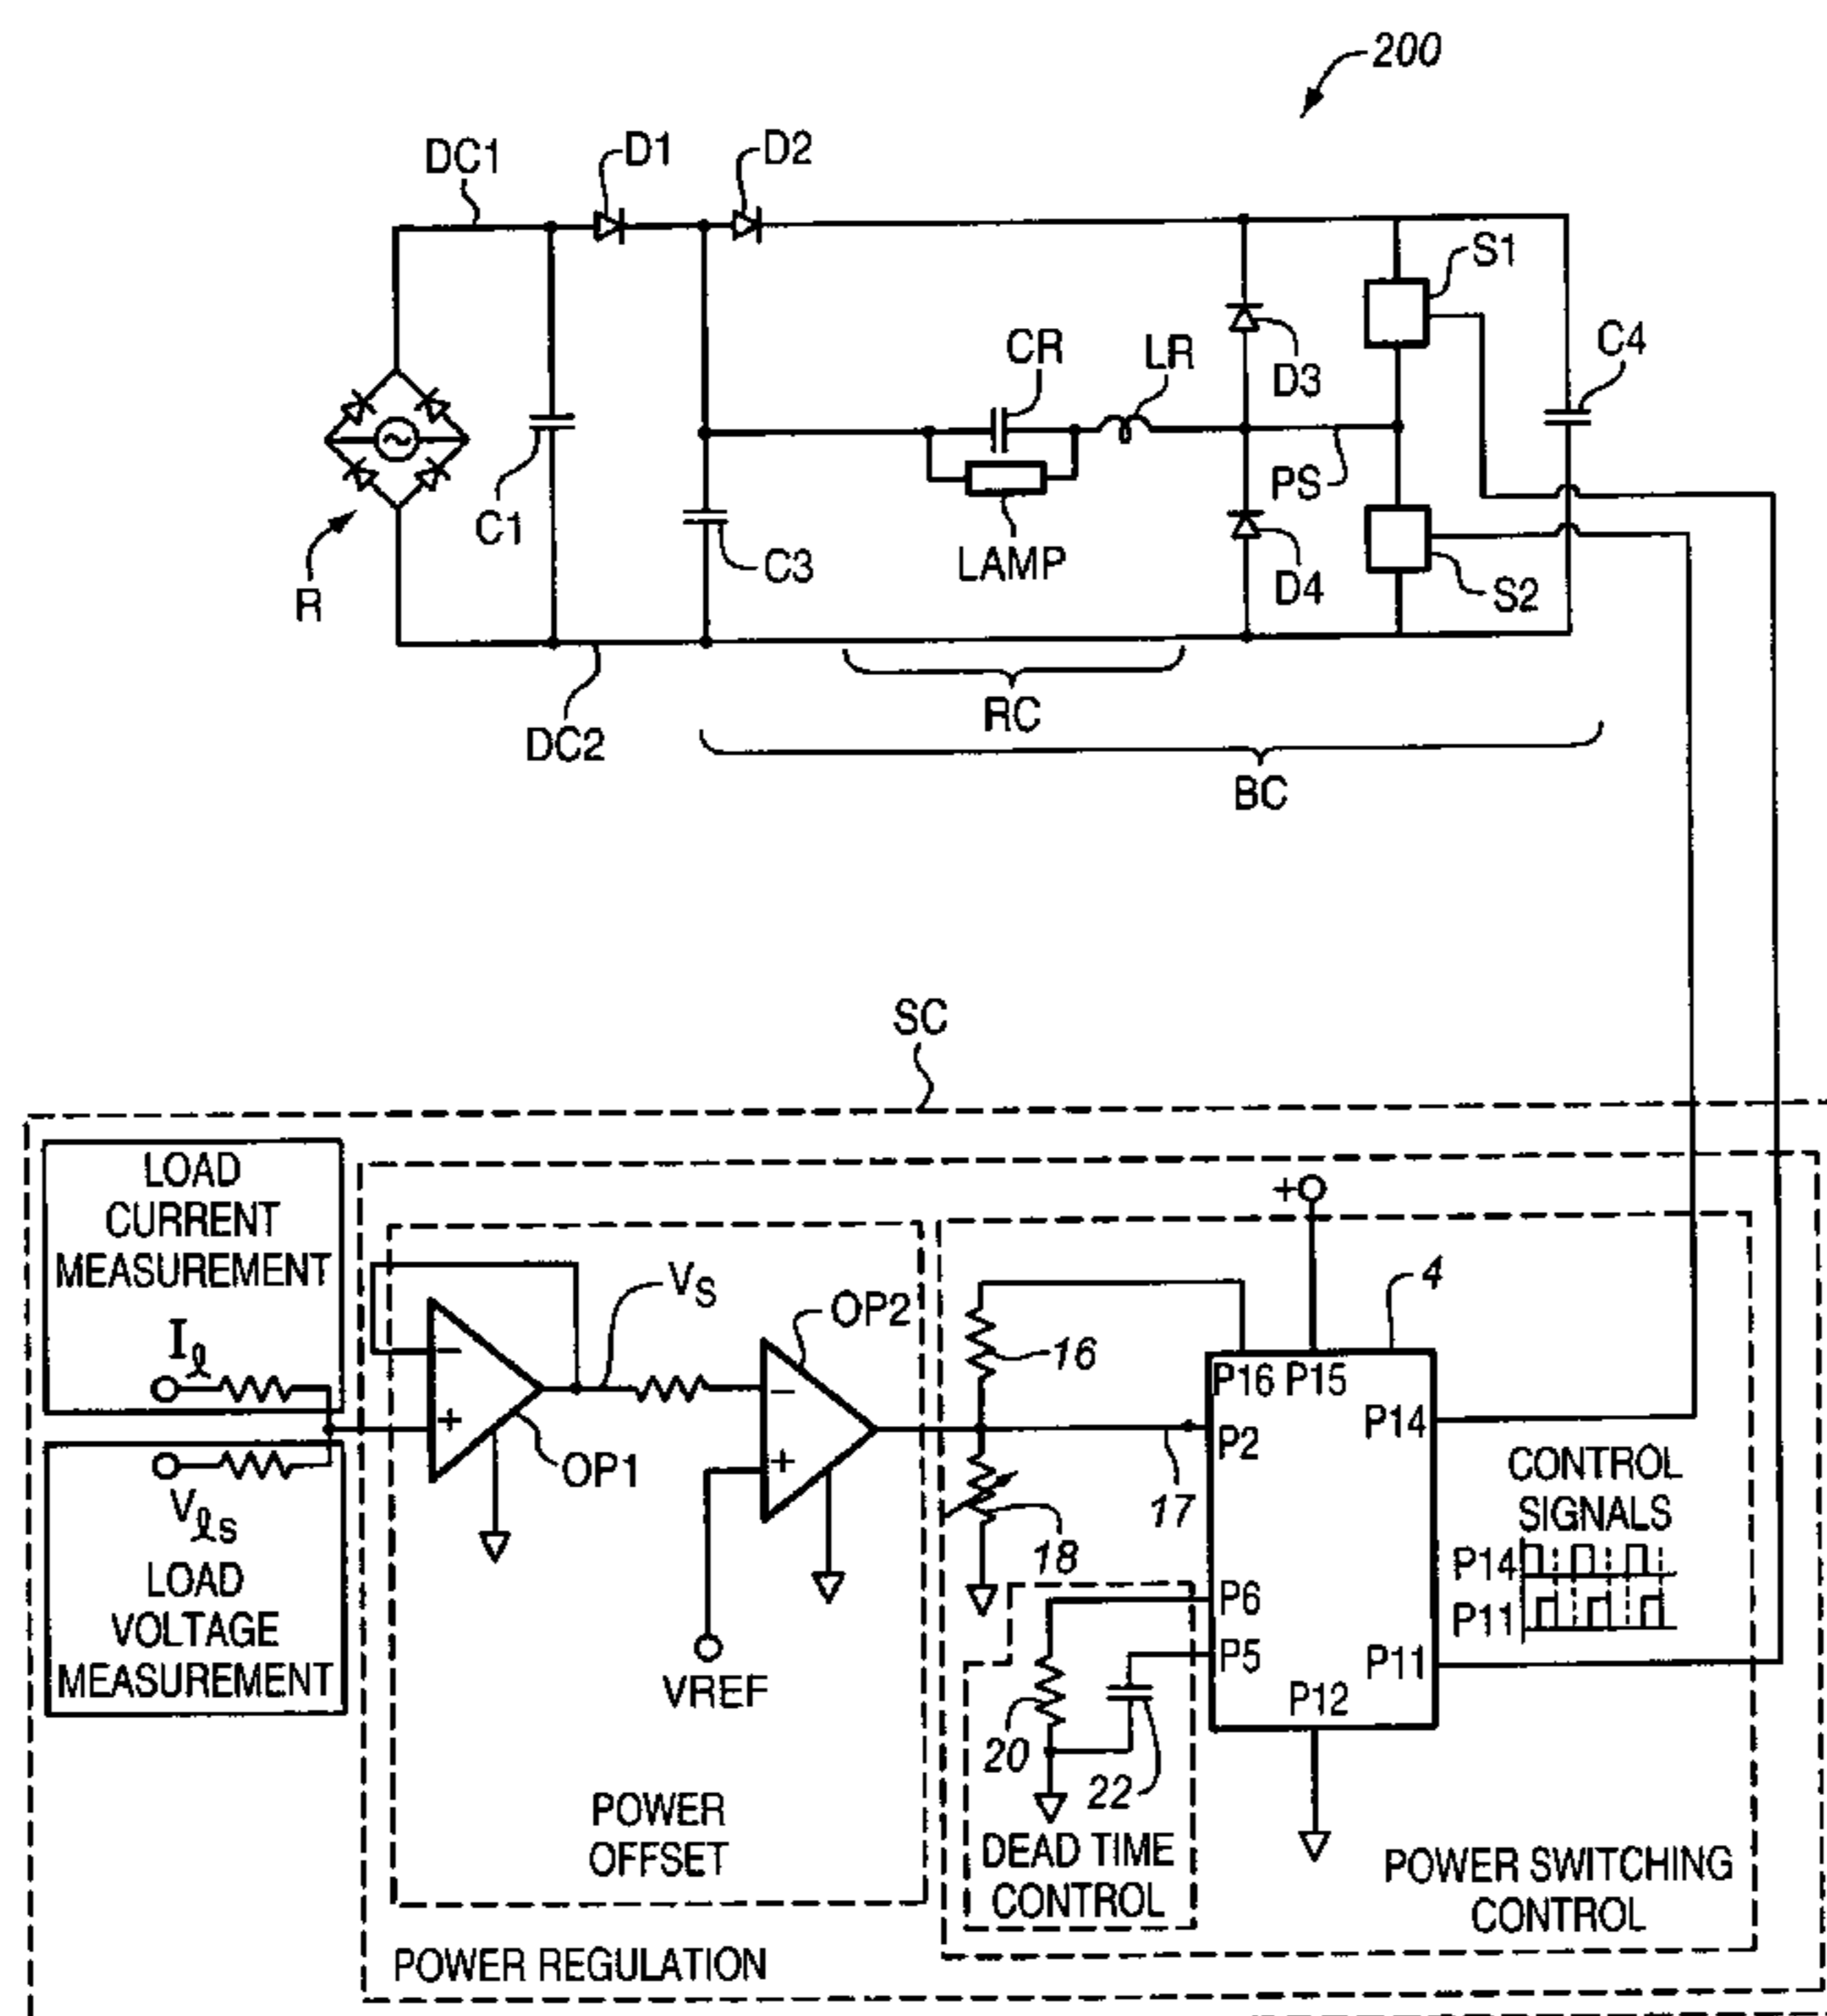 200
DC1
D1
D2
S1
CR
LR
C4
D3
PS
C1
C3
LAMP
D4
S2
R
RC
DC2
BC
SC
LOAD
CURRENT
MEASUREMENT
Iℓ
Vℓs
LOAD
VOLTAGE
MEASUREMENT
VS
OP2
−
+
OP1
−
+
VREF
POWER
OFFSET
POWER REGULATION
+
4
16
P16 P15
P2
P14
17
18
CONTROL
SIGNALS
P14
P11
P6
P5
P11
P12
20
22
DEAD TIME
CONTROL
POWER SWITCHING
CONTROL